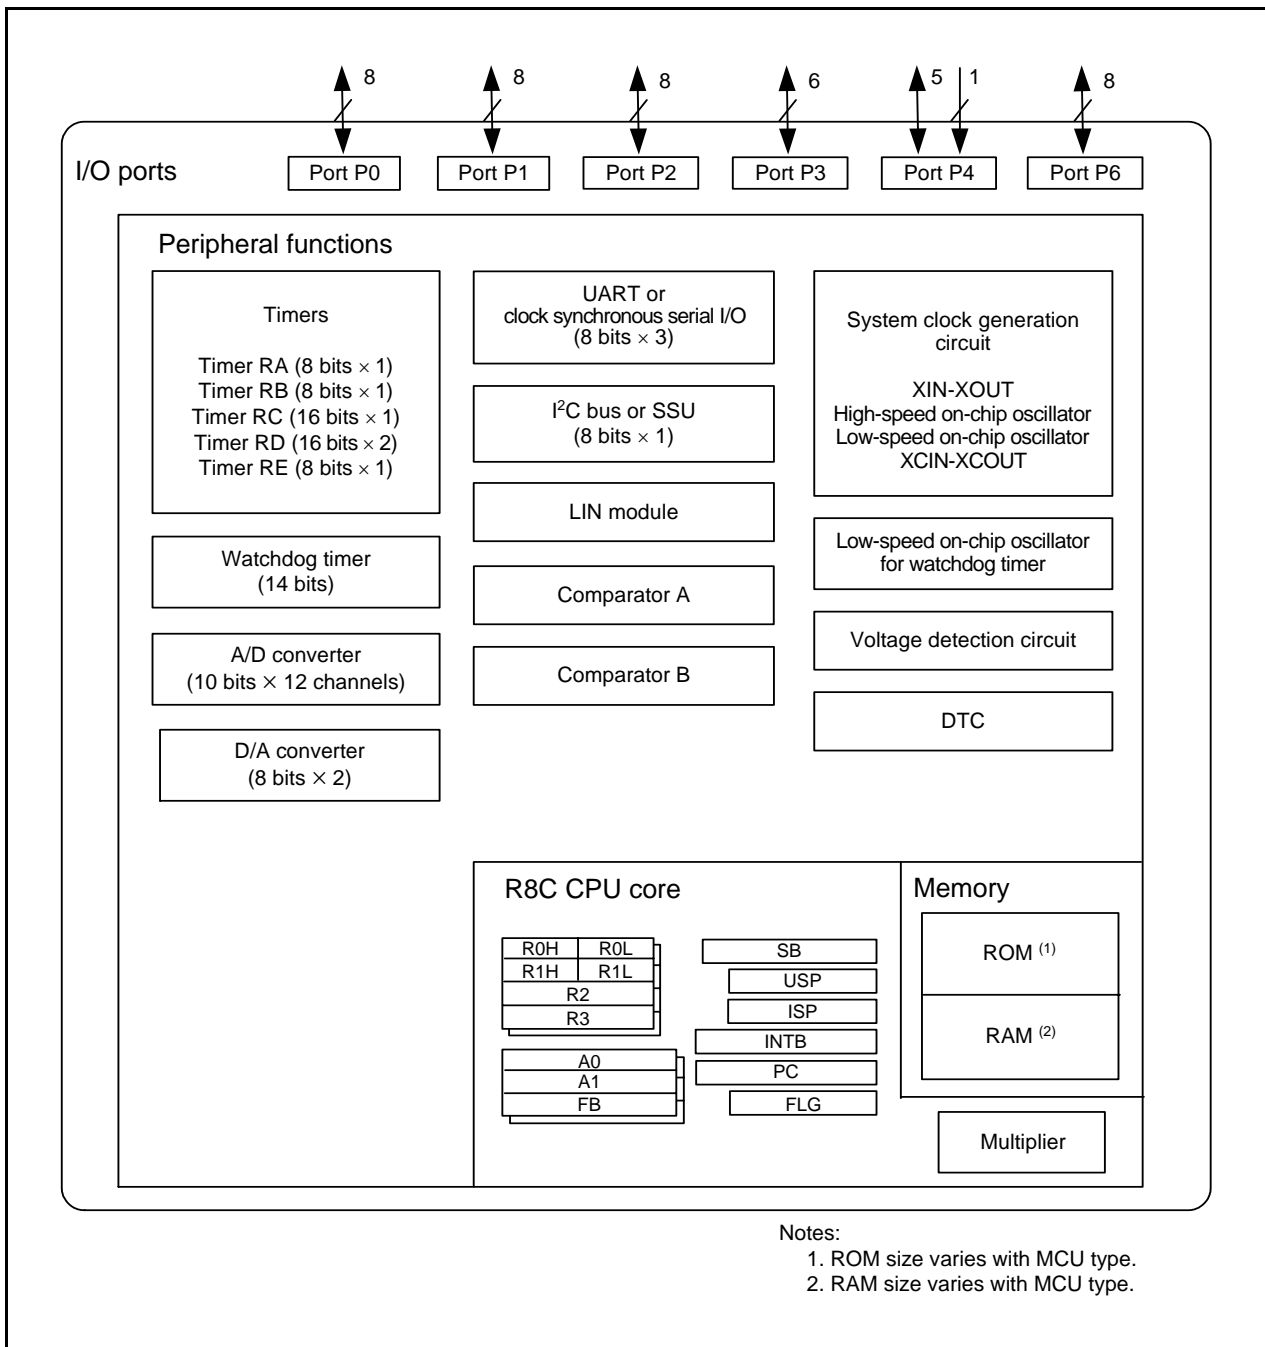 8
8
8
6
5
1
8
I/O ports
Port P0
Port P1
Port P2
Port P3
Port P4
Port P6
Peripheral functions
Timers
Timer RA (8 bits × 1)
Timer RB (8 bits × 1)
Timer RC (16 bits × 1)
Timer RD (16 bits × 2)
Timer RE (8 bits × 1)
Watchdog timer
(14 bits)
A/D converter
(10 bits × 12 channels)
D/A converter
(8 bits × 2)
UART or
clock synchronous serial I/O
(8 bits × 3)
I²C bus or SSU
(8 bits × 1)
LIN module
Comparator A
Comparator B
System clock generation
circuit
XIN-XOUT
High-speed on-chip oscillator
Low-speed on-chip oscillator
XCIN-XCOUT
Low-speed on-chip oscillator
for watchdog timer
Voltage detection circuit
DTC
R8C CPU core
R0H
R0L
R1H
R1L
R2
R3
A0
A1
FB
SB
USP
ISP
INTB
PC
FLG
Memory
ROM (1)
RAM (2)
Multiplier
Notes:
1. ROM size varies with MCU type.
2. RAM size varies with MCU type.